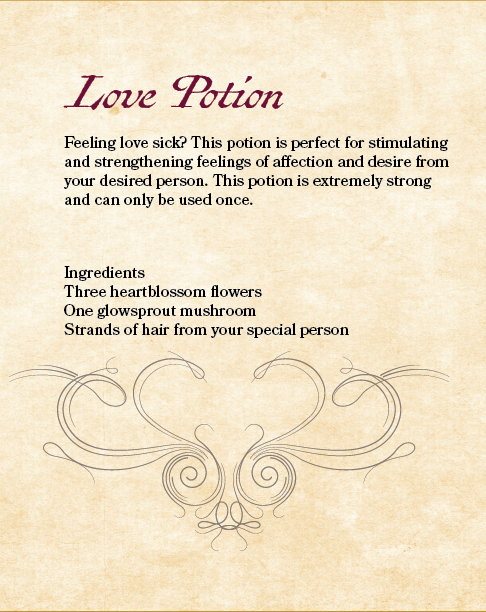 Love Potion
Feeling love sick? This potion is perfect for stimulating
and strengthening feelings of affection and desire from
your desired person. This potion is extremely strong
and can only be used once.
Ingredients
Three heartblossom flowers
One glowsprout mushroom
Strands of hair from your special person